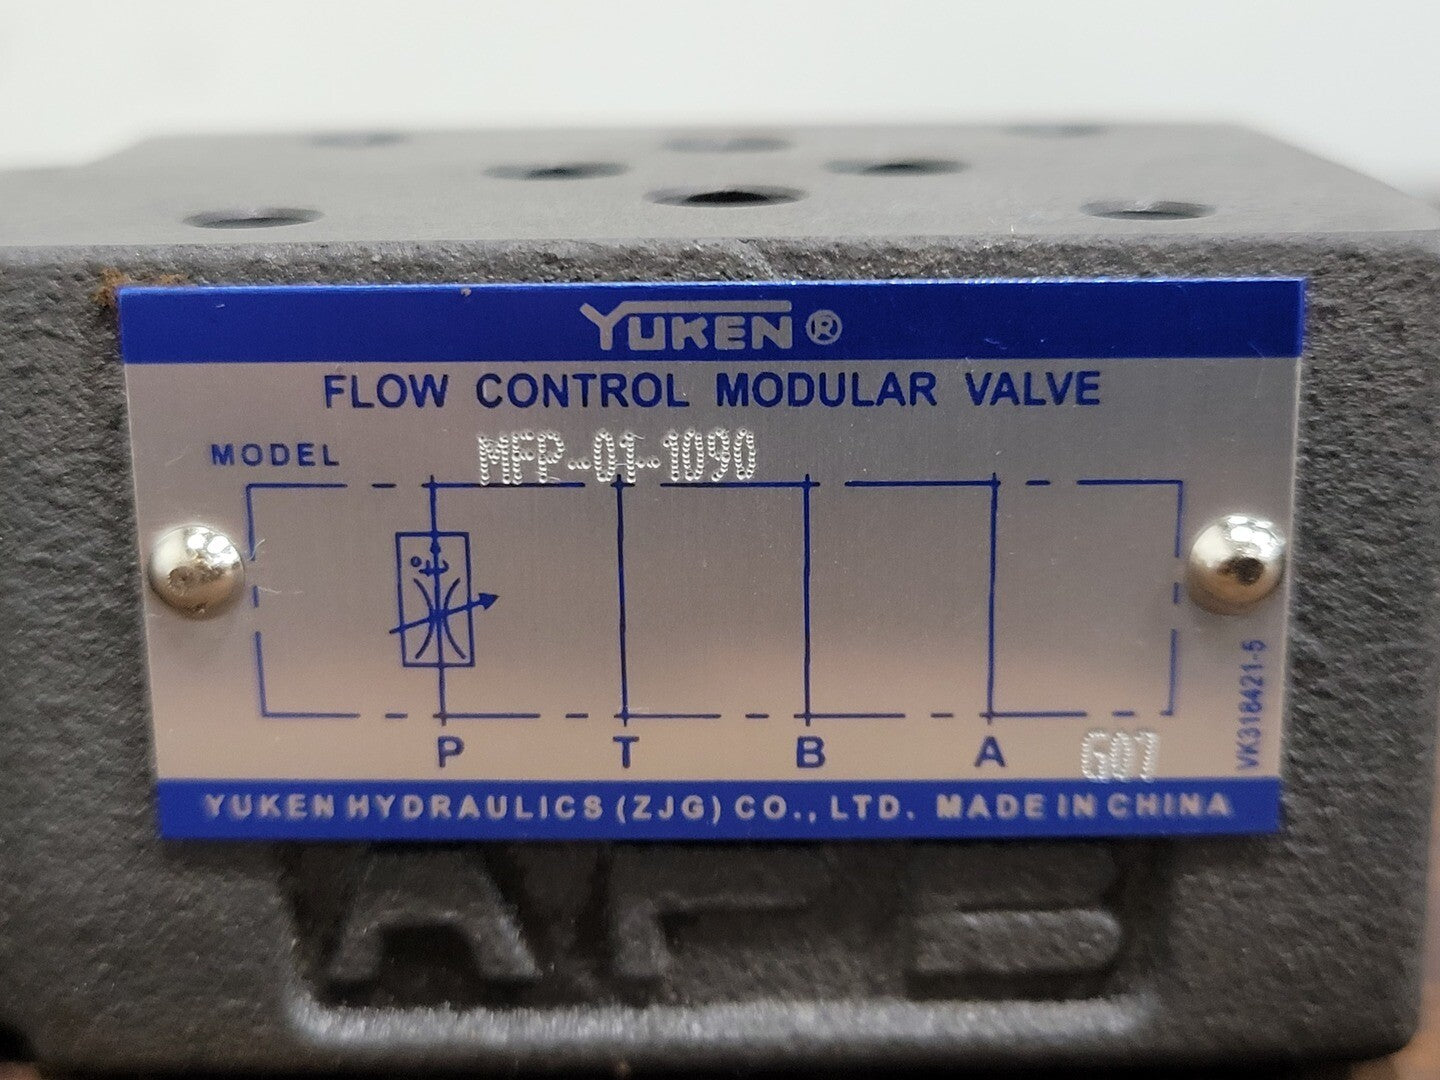 YUKEN®
FLOW CONTROL MODULAR VALVE
MODEL MFP-01-1090
P T B A G07
VK316421-5
YUKEN HYDRAULICS (ZJG) CO., LTD. MADE IN CHINA